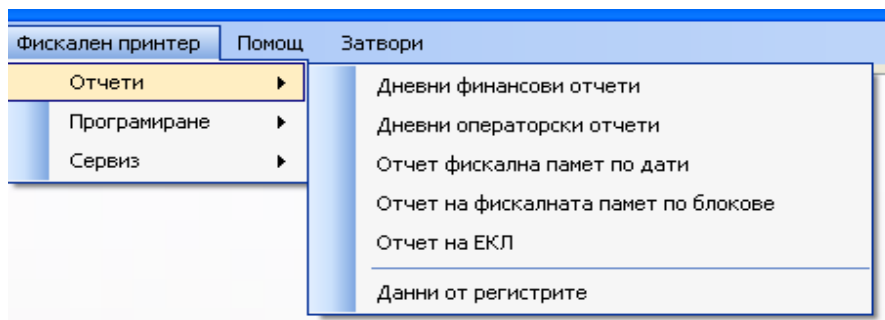 Фискален принтер Помощ Затвори
Отчети
Програмиране
Сервиз
Дневни финансови отчети
Дневни операторски отчети
Отчет фискална памет по дати
Отчет на фискалната памет по блокове
Отчет на ЕКЛ
Данни от регистрите